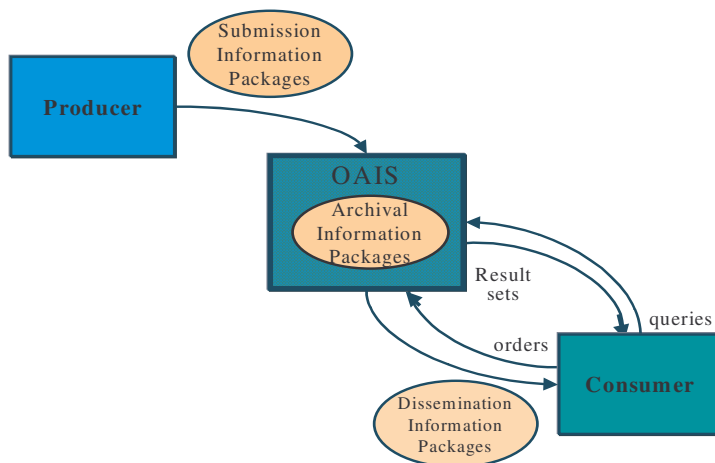 Submission
Information
Packages
Producer
OAIS
Archival
Information
Packages
Result
sets
queries
orders
Consumer
Dissemination
Information
Packages